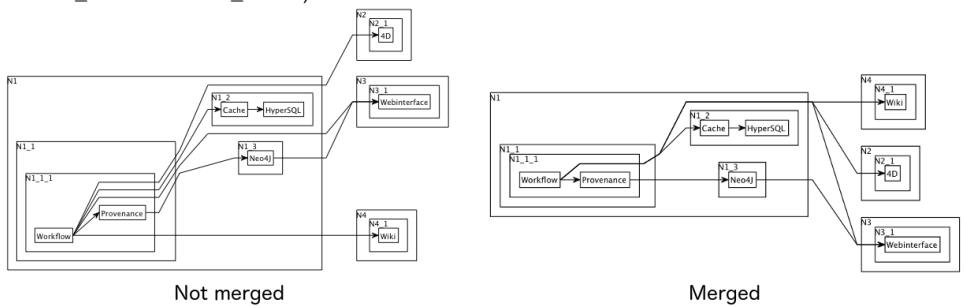 N2
N2_1
4D
N1
N3
N3_1
Webinterface
N1_2
Cache
HyperSQL
N1_1
N1_3
Neo4J
N1_1_1
Provenance
Workflow
N4
N4_1
Wiki
Not merged
N4
N4_1
Wiki
N1
N1_2
Cache
HyperSQL
N1_1
N1_1_1
Workflow
Provenance
N1_3
Neo4J
N2
N2_1
4D
N3
N3_1
Webinterface
Merged